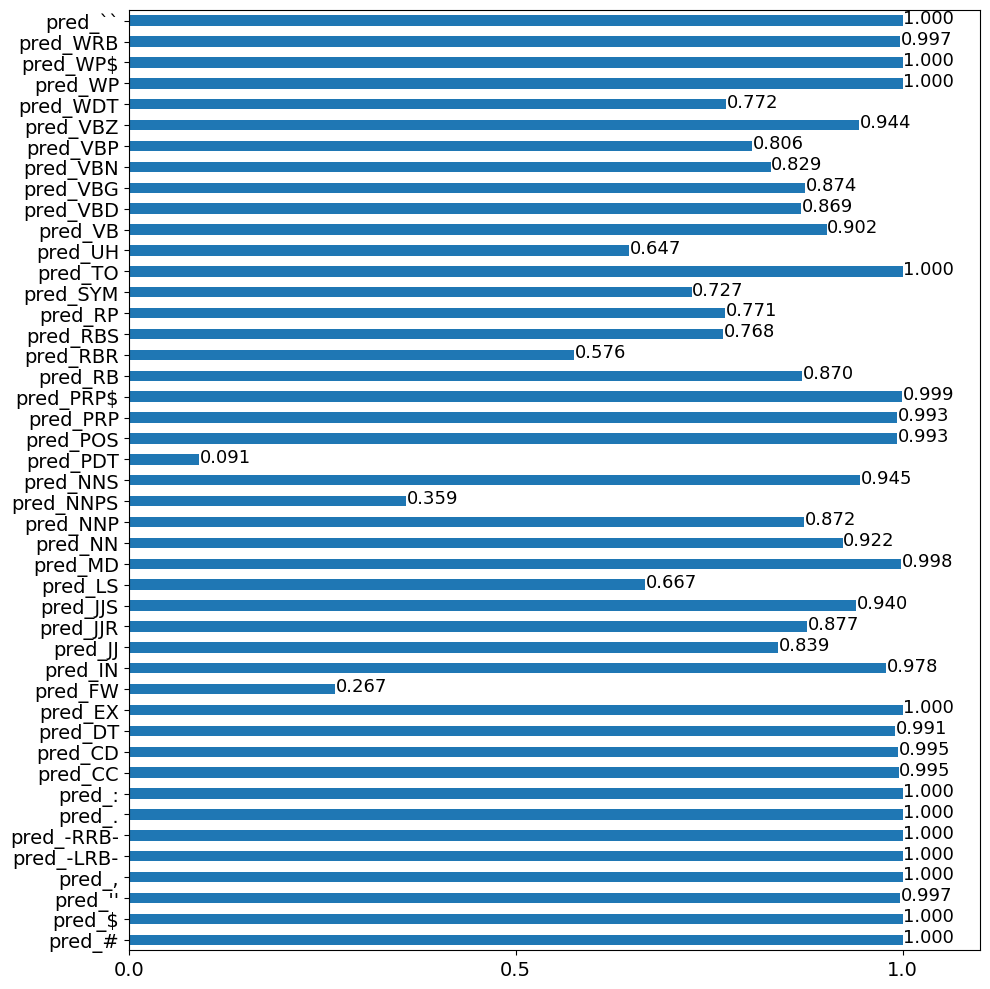 pred_`` 1.000
pred_WRB 0.997
pred_WP$ 1.000
pred_WP 1.000
pred_WDT 0.772
pred_VBZ 0.944
pred_VBP 0.806
pred_VBN 0.829
pred_VBG 0.874
pred_VBD 0.869
pred_VB 0.902
pred_UH 0.647
pred_TO 1.000
pred_SYM 0.727
pred_RP 0.771
pred_RBS 0.768
pred_RBR 0.576
pred_RB 0.870
pred_PRP$ 0.999
pred_PRP 0.993
pred_POS 0.993
pred_PDT 0.091
pred_NNS 0.945
pred_NNPS 0.359
pred_NNP 0.872
pred_NN 0.922
pred_MD 0.998
pred_LS 0.667
pred_JJS 0.940
pred_JJR 0.877
pred_JJ 0.839
pred_IN 0.978
pred_FW 0.267
pred_EX 1.000
pred_DT 0.991
pred_CD 0.995
pred_CC 0.995
pred_: 1.000
pred_. 1.000
pred_-RRB- 1.000
pred_-LRB- 1.000
pred_, 1.000
pred_'' 0.997
pred_$ 1.000
pred_# 1.000
0.0 0.5 1.0